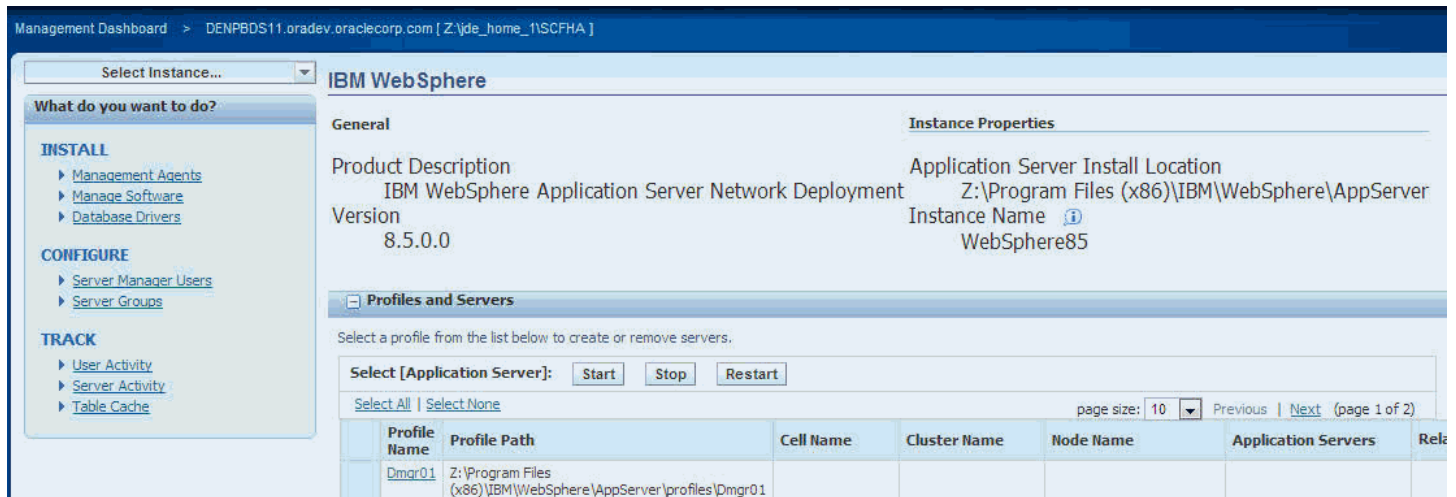 Management Dashboard > DENPBDS11.oradev.oraclecorp.com [ Z:\jde_home_1\SCFHA ]
Select Instance...
What do you want to do?
INSTALL
Management Agents
Manage Software
Database Drivers
CONFIGURE
Server Manager Users
Server Groups
TRACK
User Activity
Server Activity
Table Cache
IBM WebSphere
General
Product Description
IBM WebSphere Application Server Network Deployment
Version
8.5.0.0
Instance Properties
Application Server Install Location
Z:\Program Files (x86)\IBM\WebSphere\AppServer
Instance Name
WebSphere85
Profiles and Servers
Select a profile from the list below to create or remove servers.
Select [Application Server]: Start Stop Restart
Select All | Select None
page size: 10 Previous | Next (page 1 of 2)
Profile Name Profile Path Cell Name Cluster Name Node Name Application Servers Rela
Dmgr01 Z:\Program Files
(x86)\IBM\WebSphere\AppServer\profiles\Dmgr01